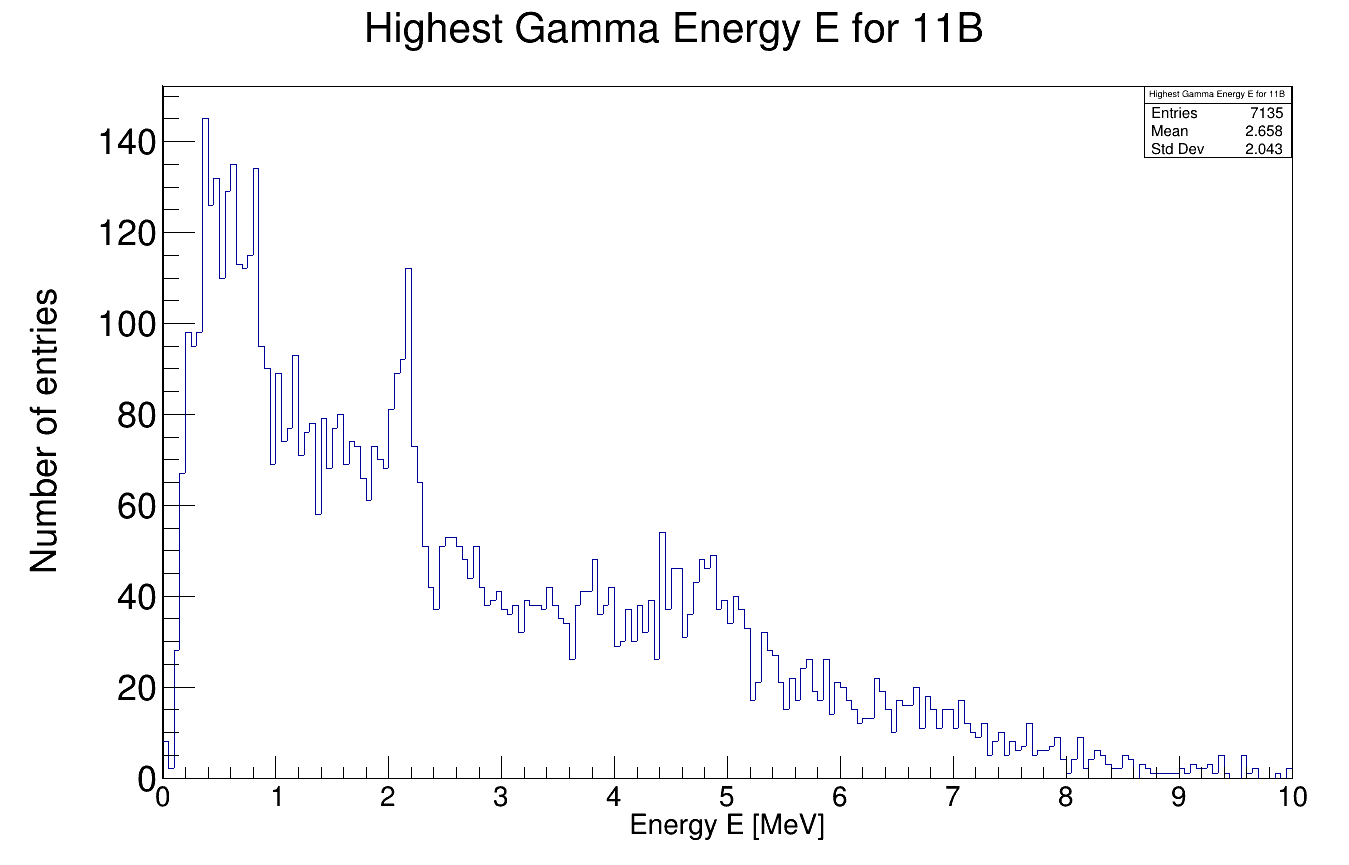 Highest Gamma Energy E for 11B
Highest Gamma Energy E for 11B
Entries 7135
Mean 2.658
Std Dev 2.043
Number of entries
140
120
100
80
60
40
20
0
0 1 2 3 4 5 6 7 8 9 10
Energy E [MeV]